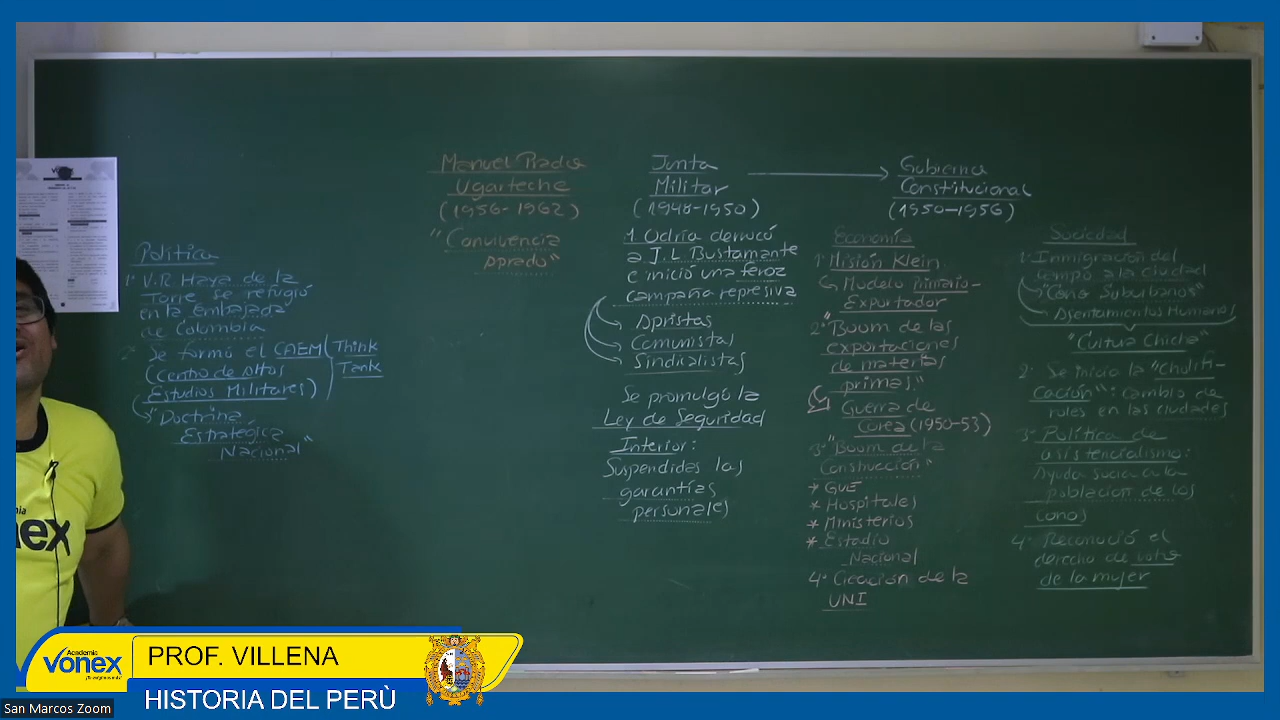 Manuel Prado
Ugarteche
(1956-1962)
"Convivencia
Aprado"
Junta
Militar
(1948-1950)
1. Odría derrocó
a J.L Bustamante
e inició una feroz
campaña represiva
Apristas
Comunistas
Sindicalistas
Se promulgó la
Ley de Seguridad
Interior:
Suspendidas las
garantías
personales
Gobierno
Constitucional
(1950-1956)
Economía
1° Misión Klein
Modelo Primario-
Exportador
2° "Boom de las
exportaciones
de materias
primas."
Guerra de
Corea (1950-53)
3° "Boom de la
Construcción"
* GUE
* Hospitales
* Ministerios
* Estadio
Nacional
4° Creación de la
UNI
Sociedad
1° Inmigración del
campo a la ciudad
"Conos Suburbanos"
Asentamientos Humanos
"Cultura Chicha"
2° Se inicia la "Cholifi-
cación": cambio de
roles en las ciudades
3° Política de
asistencialismo:
Ayuda social a la
población de los
conos
4° Reconoció el
derecho de voto
de la mujer
Política
1° V.R Haya de la
Torre se refugió
en la embajada
de Colombia
2° Se formó el CAEM (Think
Tank
(Centro de altos
Estudios Militares)
"Doctrina
Estratégica
Nacional"
Vonex
Academia
vonex
PROF. VILLENA
HISTORIA DEL PERÙ
San Marcos Zoom